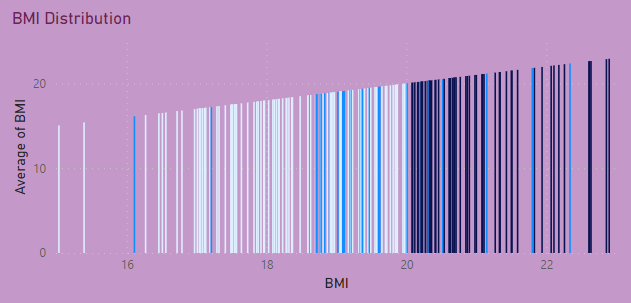 BMI Distribution
20
10
0
Average of BMI
16 18 20 22
BMI